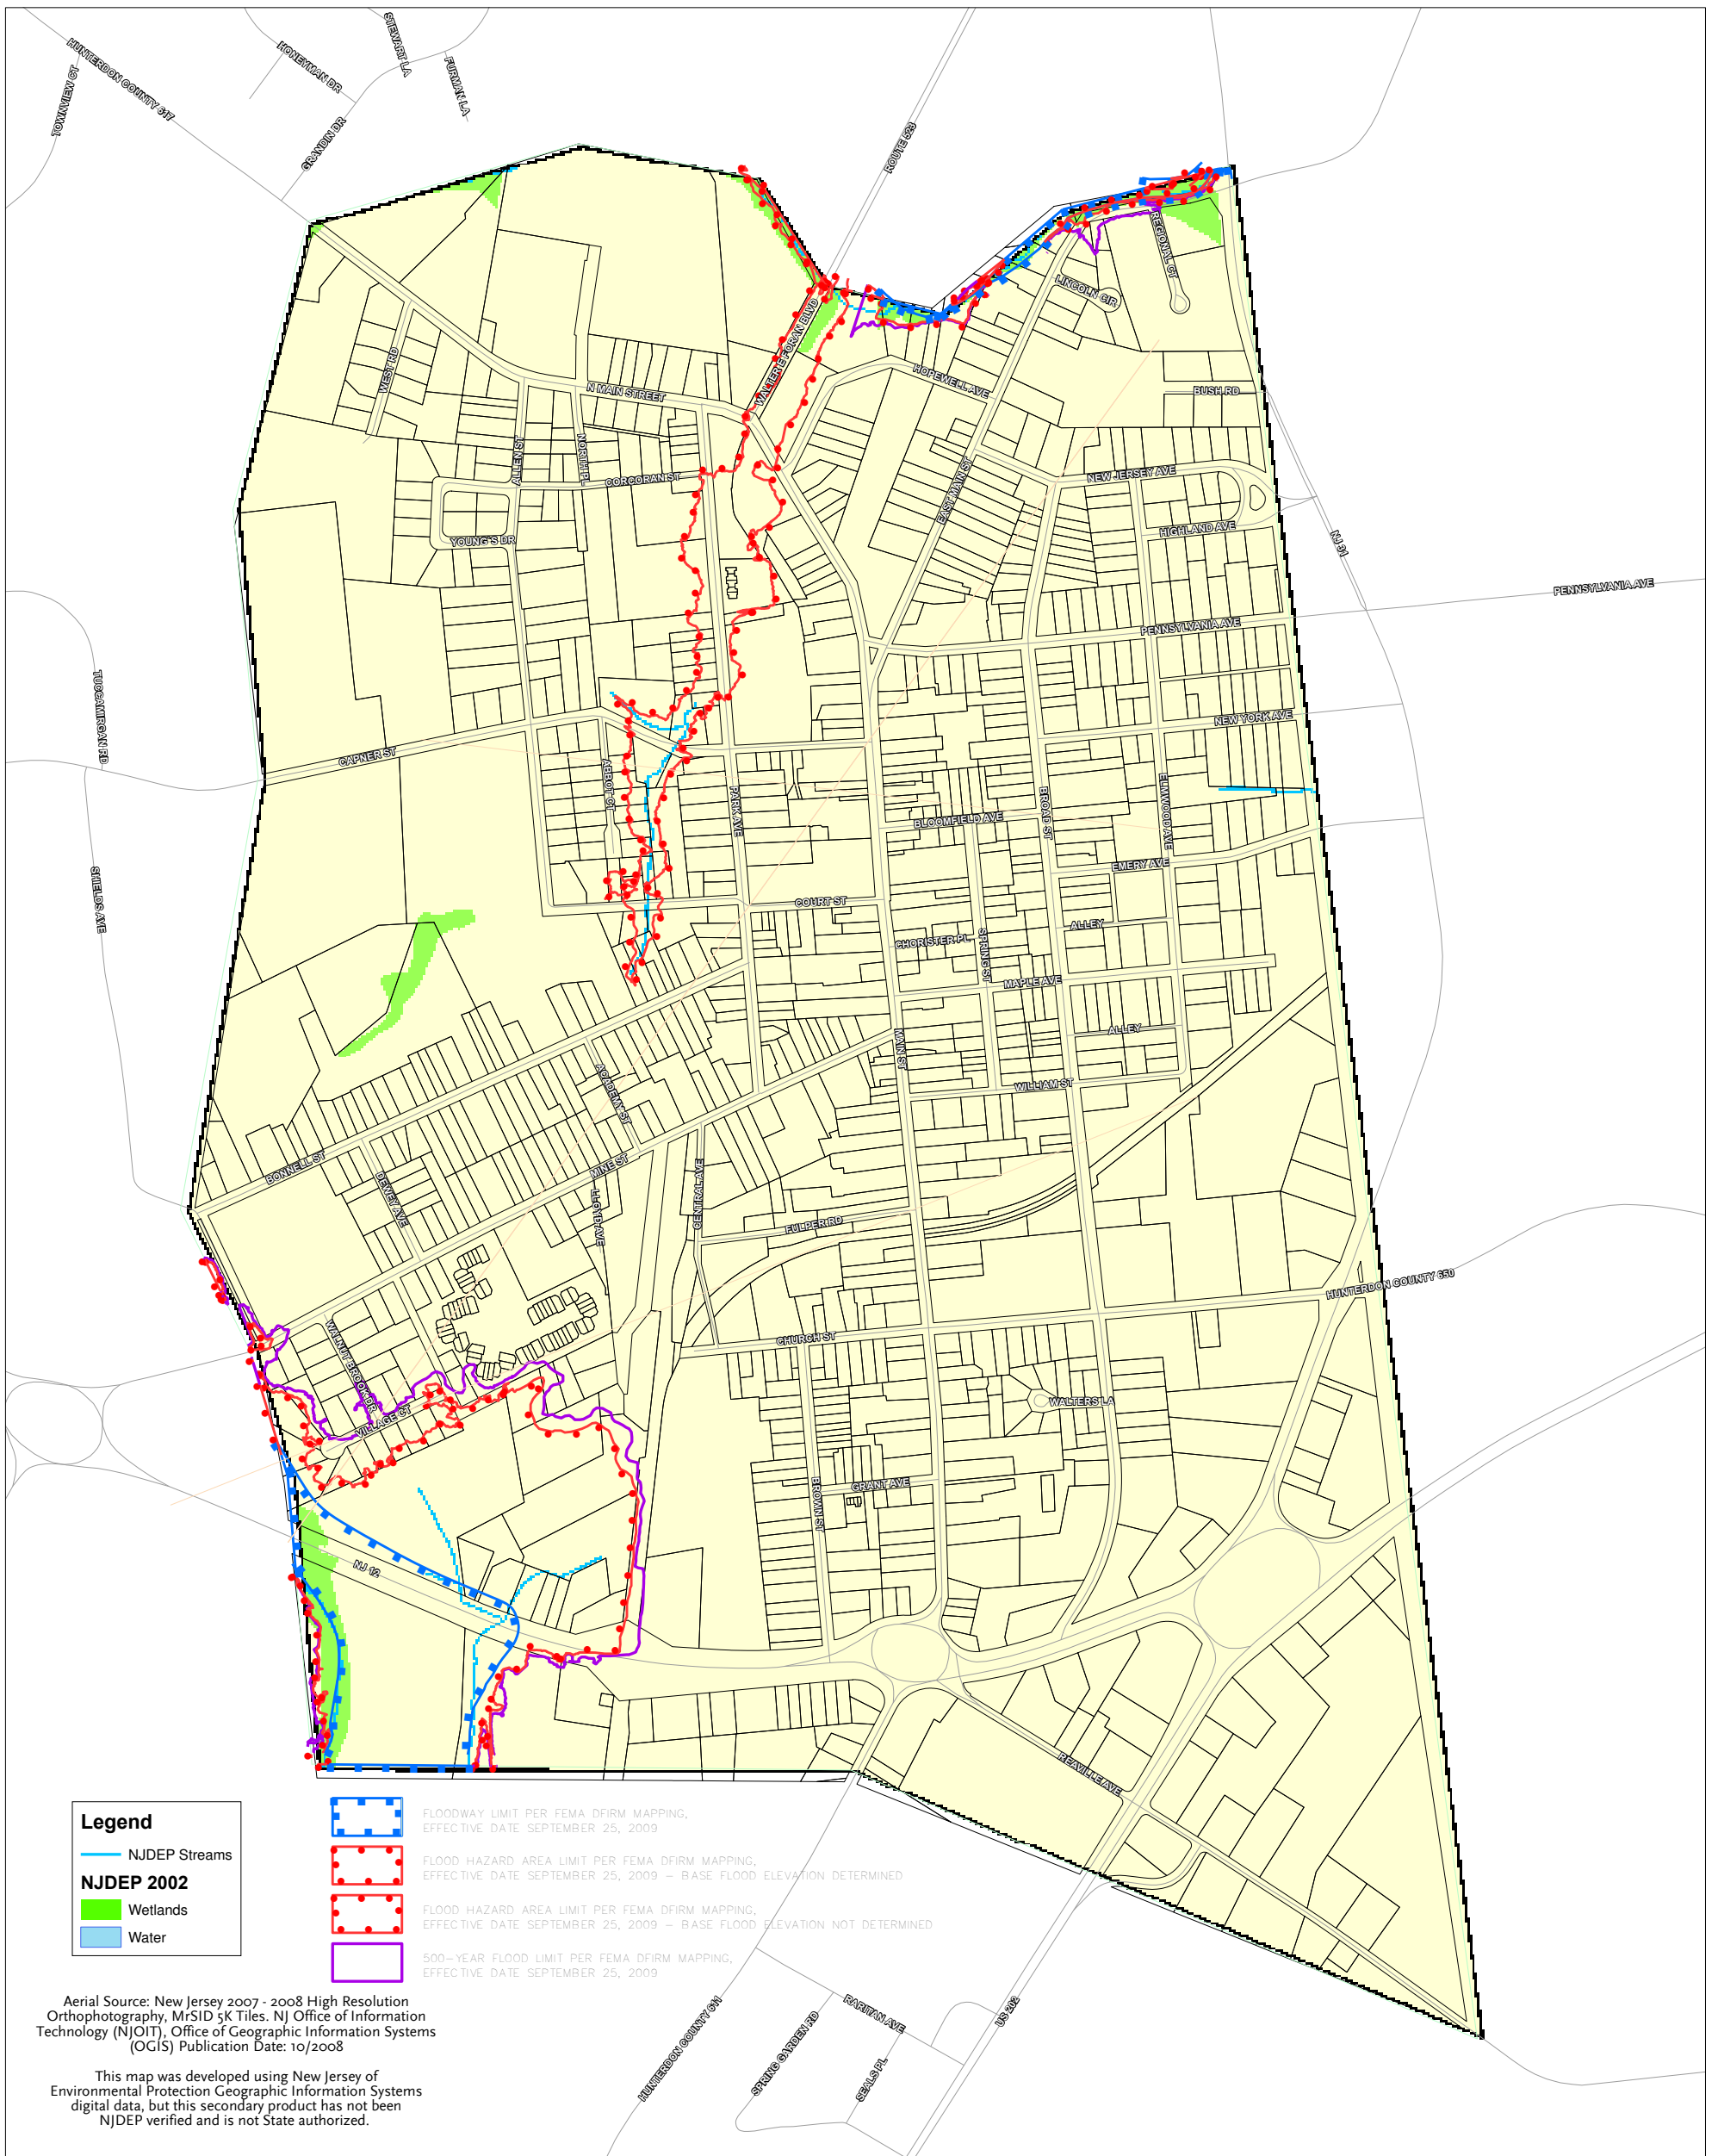 STEWART LA
HUNTERDON COUNTY 617
HONEYMAN DR
TOWNVIEW CT
FURMAN LA
GRANDIN DR
ROUTE 523
REGIONAL CT
LINCOLN CIR
WALTER E FORAN BLVD
WEST RD
HOPEWELL AVE
N MAIN STREET
BUSH RD
ALLEN ST
NORTH PL
CORCORAN ST
NEW JERSEY AVE
EAST MAIN ST
HIGHLAND AVE
YOUNG'S DR
NJ 31
PENNSYLVANIA AVE
PENNSYLVANIA AVE
TUCCAMIRGAN RD
NEW YORK AVE
CAPNER ST
ABBOT CT
PARK AVE
BROAD ST
ELMWOOD AVE
BLOOMFIELD AVE
EMERY AVE
SHIELDS AVE
COURT ST
ALLEY
CHORISTER PL
SPRING ST
MAPLE AVE
ALLEY
MAIN ST
WILLIAM ST
ACADEMY ST
BONNELL ST
MINE ST
DEWEY AVE
LLOYD AVE
CENTRAL AVE
FULPER RD
HUNTERDON COUNTY 650
CHURCH ST
WALNUT BROOK DR
VILLAGE CT
WALTERS LA
GRANT AVE
BROWN ST
NJ 12
REAVILLE AVE
Legend
NJDEP Streams
NJDEP 2002
Wetlands
Water
FLOODWAY LIMIT PER FEMA DFIRM MAPPING,
EFFECTIVE DATE SEPTEMBER 25, 2009
FLOOD HAZARD AREA LIMIT PER FEMA DFIRM MAPPING,
EFFECTIVE DATE SEPTEMBER 25, 2009 – BASE FLOOD ELEVATION DETERMINED
FLOOD HAZARD AREA LIMIT PER FEMA DFIRM MAPPING,
EFFECTIVE DATE SEPTEMBER 25, 2009 – BASE FLOOD ELEVATION NOT DETERMINED
500–YEAR FLOOD LIMIT PER FEMA DFIRM MAPPING,
EFFECTIVE DATE SEPTEMBER 25, 2009
Aerial Source: New Jersey 2007 - 2008 High Resolution
Orthophotography, MrSID 5K Tiles. NJ Office of Information
Technology (NJOIT), Office of Geographic Information Systems
(OGIS) Publication Date: 10/2008
This map was developed using New Jersey of
Environmental Protection Geographic Information Systems
digital data, but this secondary product has not been
NJDEP verified and is not State authorized.
HUNTERDON COUNTY 611
SPRING GARDEN RD
RARITAN AVE
SEALS PL
US 202